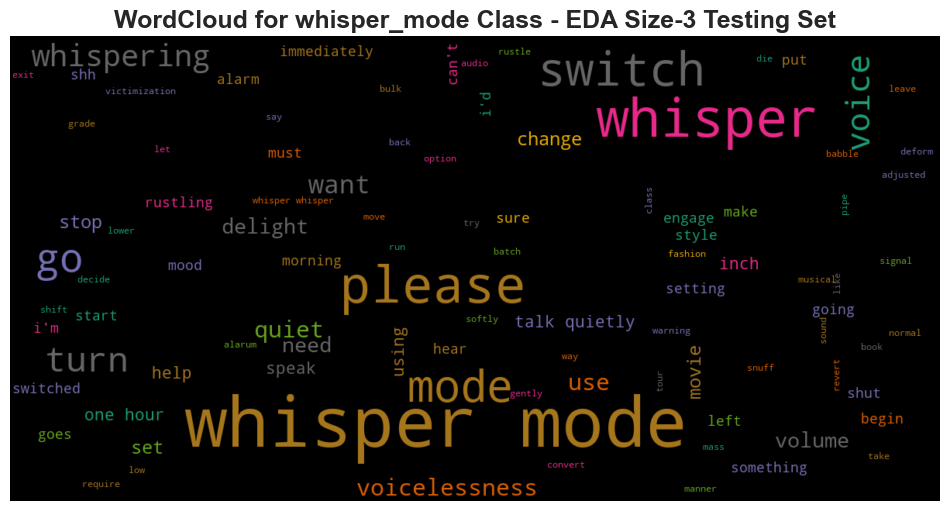 WordCloud for whisper_mode Class - EDA Size-3 Testing Set
whispering
immediately
can't
rustle
switch
die
put
voice
exit
shh
alarm
audio
victimization
bulk
i'd
leave
whisper
grade
say
change
let
must
back
option
babble
deform
want
adjusted
rustling
whisper whisper
class
pipe
stop
lower
delight
move
try
sure
engage
make
style
go
decide
mood
morning
run
batch
fashion
inch
signal
please
setting
musical
like
shift
start
i'm
quiet
softly
talk quietly
warning
going
sound
normal
turn
alarum
need
using
hear
way
movie
book
switched
help
speak
mode
gently
use
tour
snuff
revert
shut
one hour
whisper mode
left
begin
goes
set
volume
mass
low
require
convert
something
take
voicelessness
manner